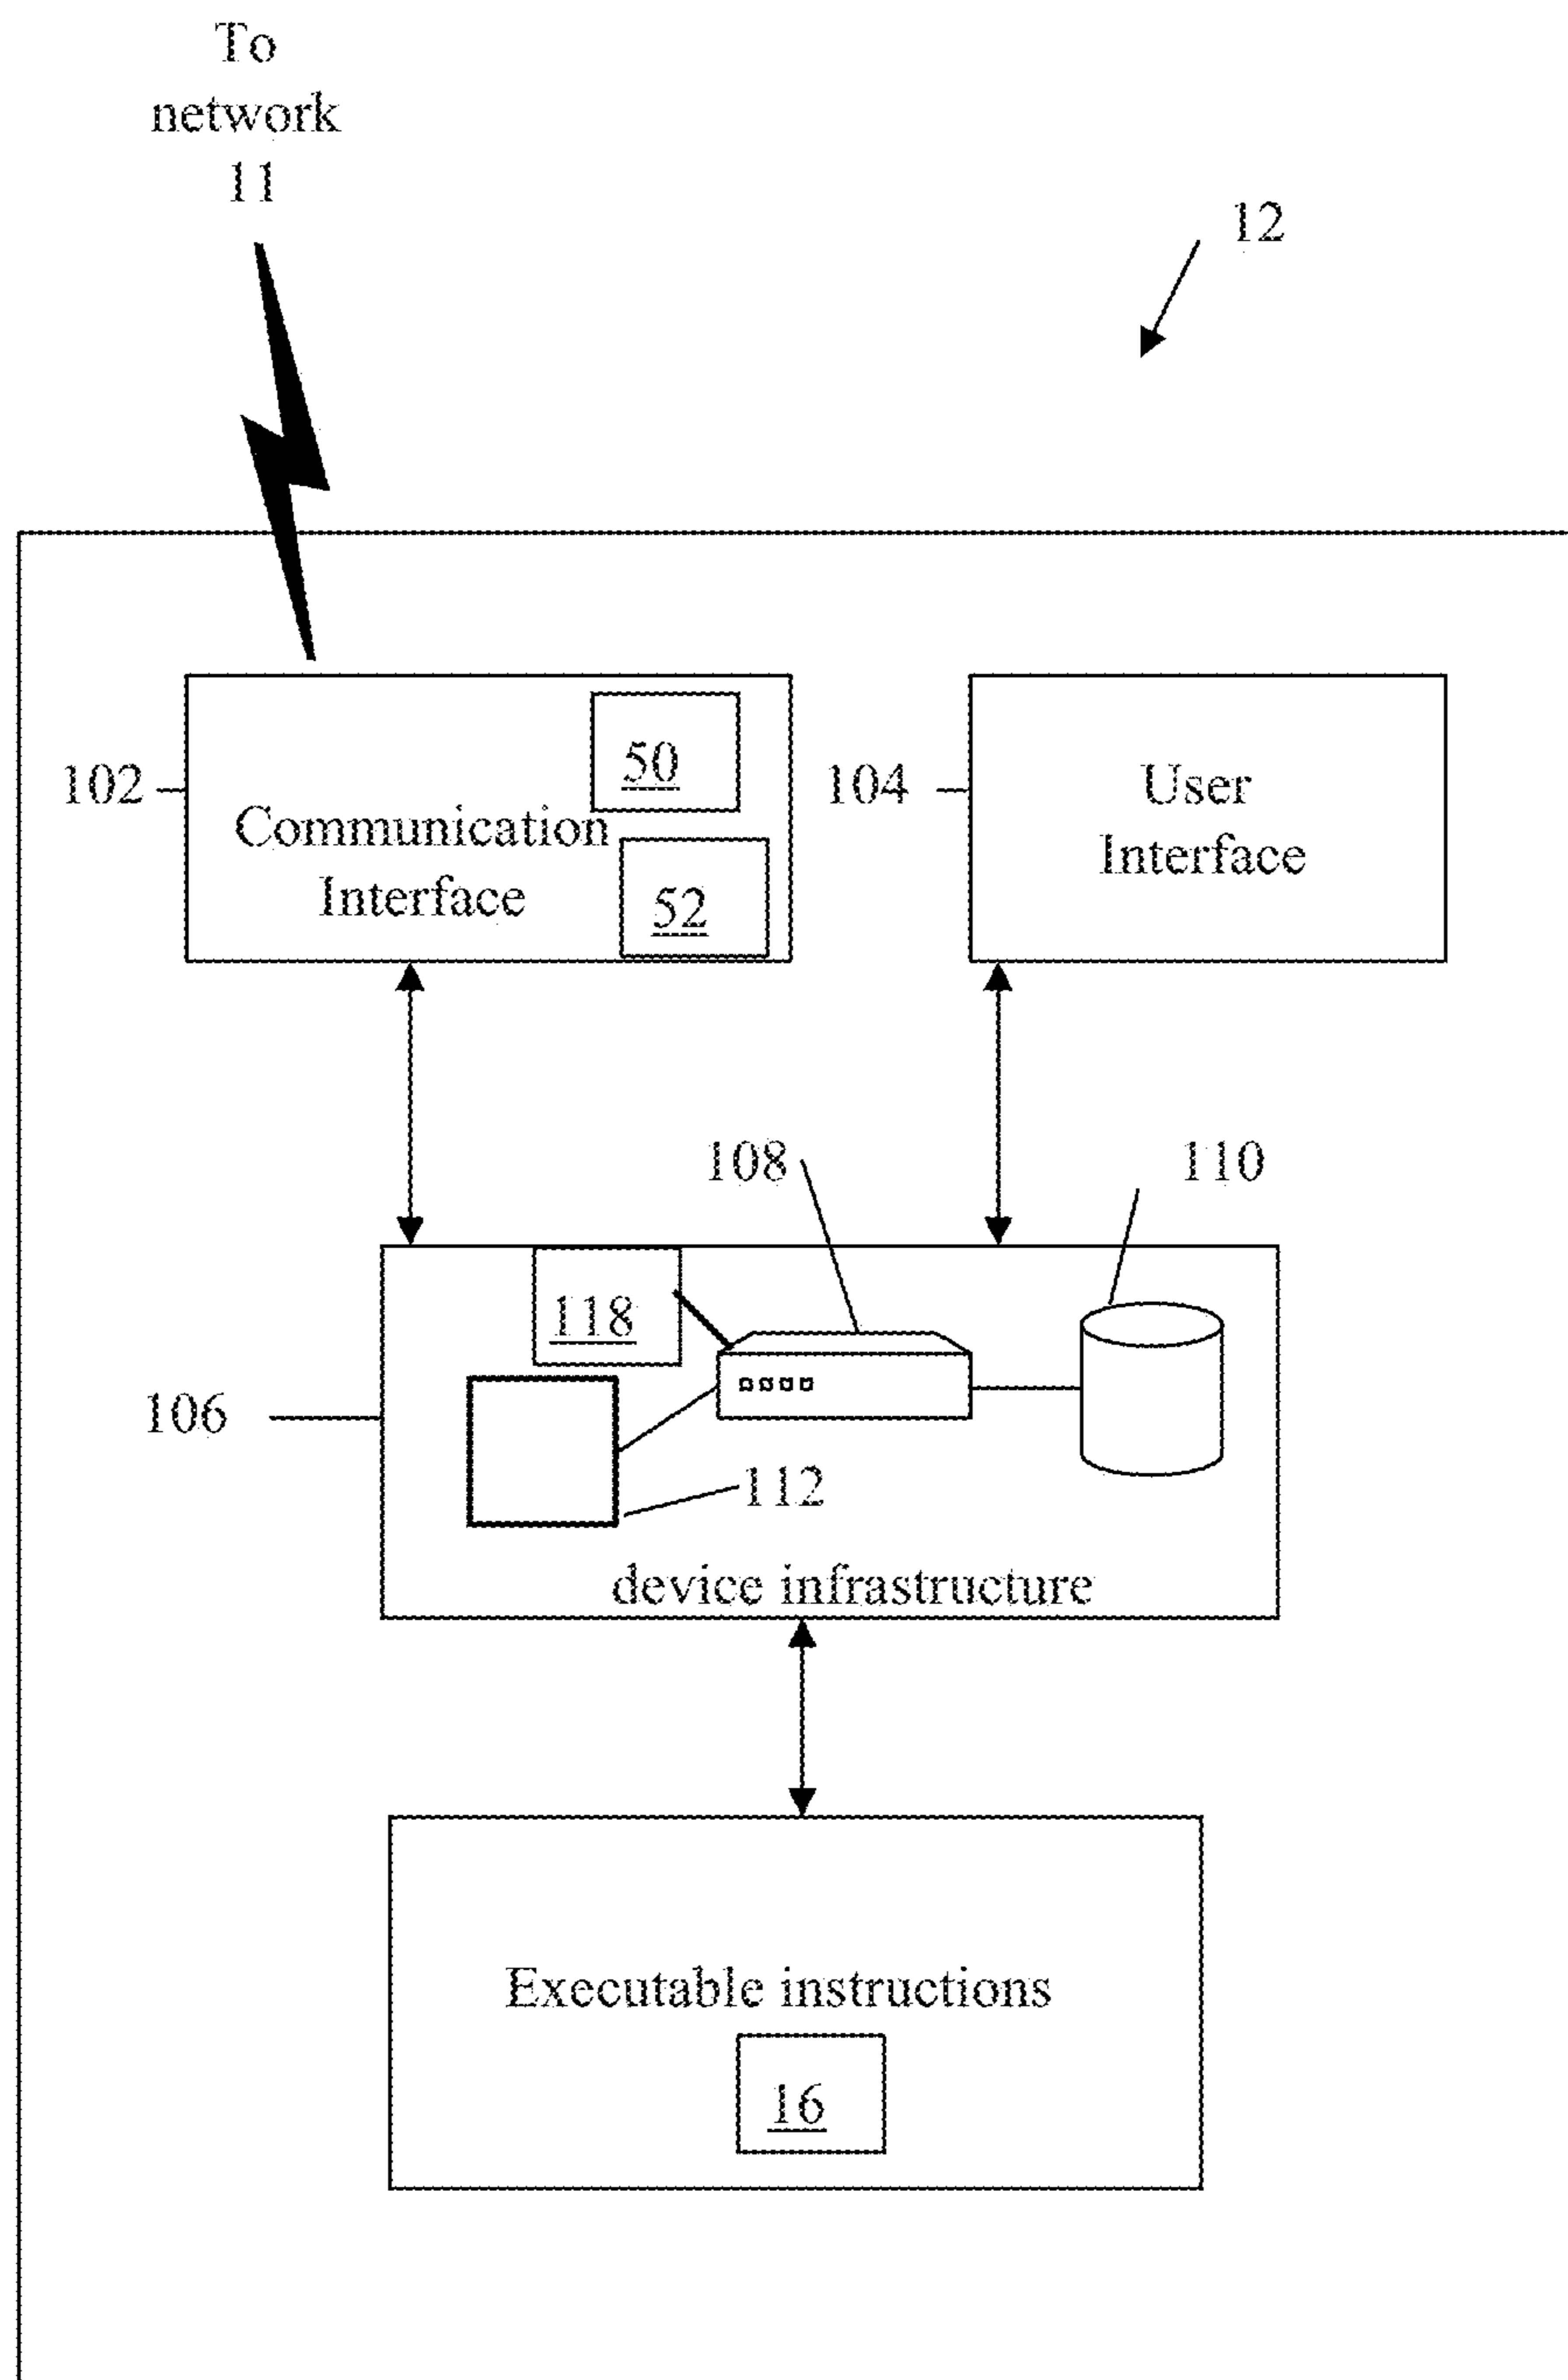 To
network
11
12
102
50
Communication
Interface
52
104
User
Interface
108
110
118
106
112
device infrastructure
Executable instructions
16